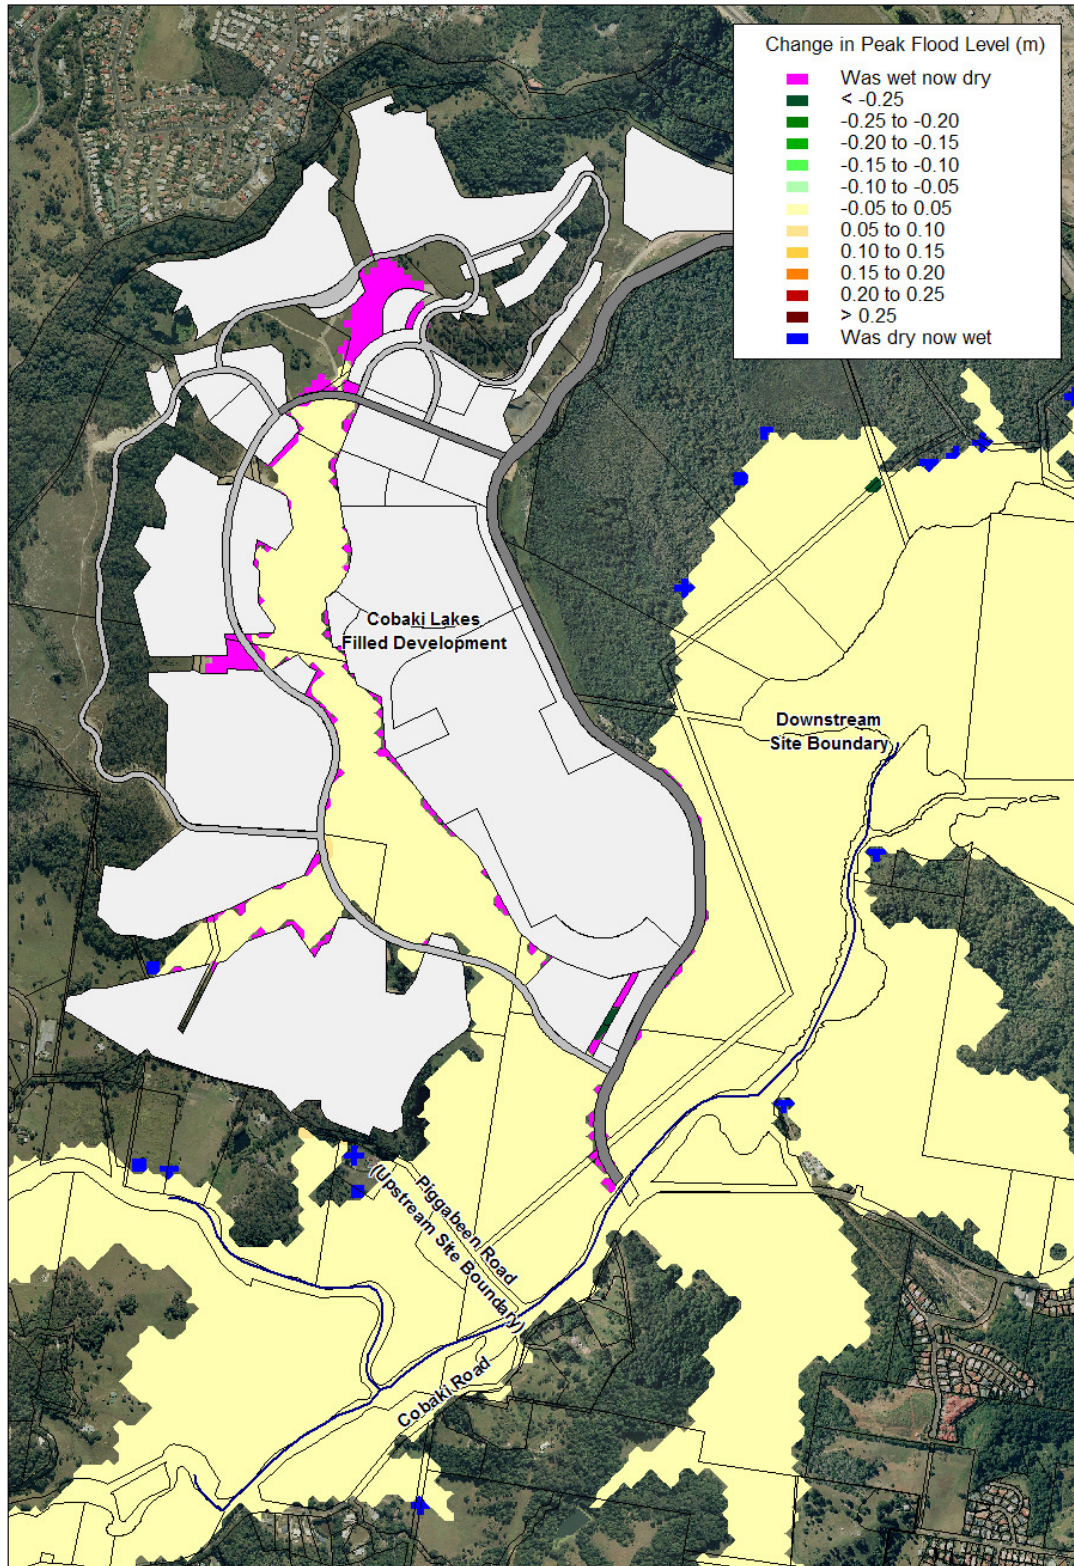 Change in Peak Flood Level (m)
Was wet now dry
< -0.25
-0.25 to -0.20
-0.20 to -0.15
-0.15 to -0.10
-0.10 to -0.05
-0.05 to 0.05
0.05 to 0.10
0.10 to 0.15
0.15 to 0.20
0.20 to 0.25
> 0.25
Was dry now wet
Cobaki Lakes
Filled Development
Downstream
Site Boundary
Piggabeen Road
(Upstream Site Boundary)
Cobaki Road